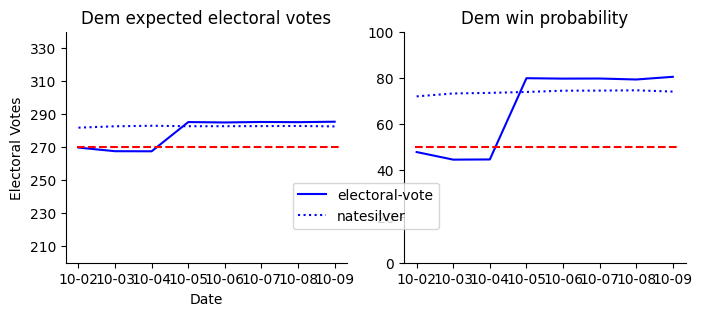 Dem expected electoral votes
Electoral Votes
330
310
290
270
250
230
210
10-02 10-03 10-04 10-05 10-06 10-07 10-08 10-09
Date
Dem win probability
100
80
60
40
0
10-02 10-03 10-04 10-05 10-06 10-07 10-08 10-09
electoral-vote
natesilver